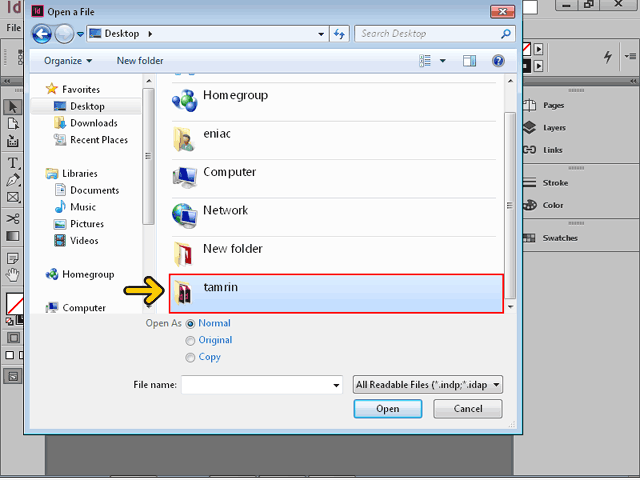 Id
Open a File
File
Desktop
Search Desktop
Organize
New folder
Favorites
Desktop
Downloads
Recent Places
Libraries
Documents
Music
Pictures
Videos
Homegroup
Computer
Homegroup
eniac
Computer
Network
New folder
tamrin
Open As
Normal
Original
Copy
File name:
All Readable Files (*.indp;*.idap
Open
Cancel
Pages
Layers
Links
Stroke
Color
Swatches